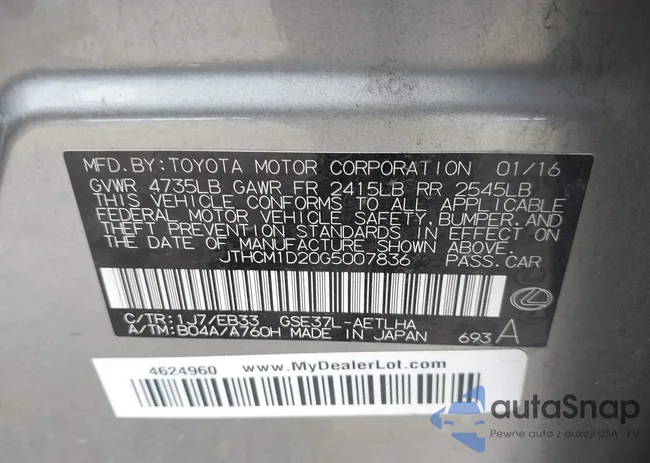 MFD. BY: TOYOTA MOTOR CORPORATION 01/16
GVWR 4735LB GAWR FR 2415LB RR 2545LB
THIS VEHICLE CONFORMS TO ALL APPLICABLE
FEDERAL MOTOR VEHICLE SAFETY, BUMPER, AND
THEFT PREVENTION STANDARDS IN EFFECT ON
THE DATE OF MANUFACTURE SHOWN ABOVE.
JTHCM1D20G5007836 PASS. CAR
C/TR: 1J7/EB33 GSE37L-AETLHA
A/TM: B04A/A760H MADE IN JAPAN 693 A
4624960 www.MyDealerLot.com
autaSnap
Pewne auta z aukcji USA - EU